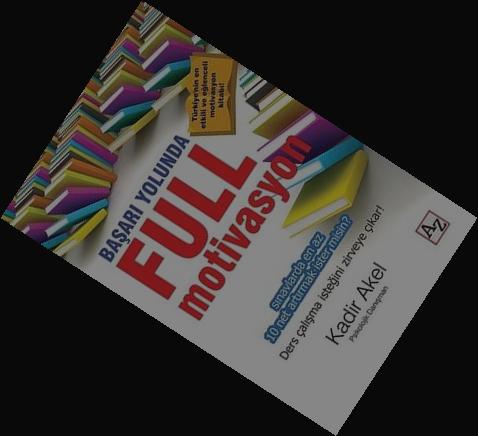 Türkiye'nin en
etkili ve eğlenceli
motivasyon
kitabı!
BAŞARI YOLUNDA
FULL
motivasyon
sınavlarda en az
10 net artırmak ister misin?
Ders çalışma isteğini zirveye çıkar!
Kadir Akel
Psikolojik Danışman
AZ